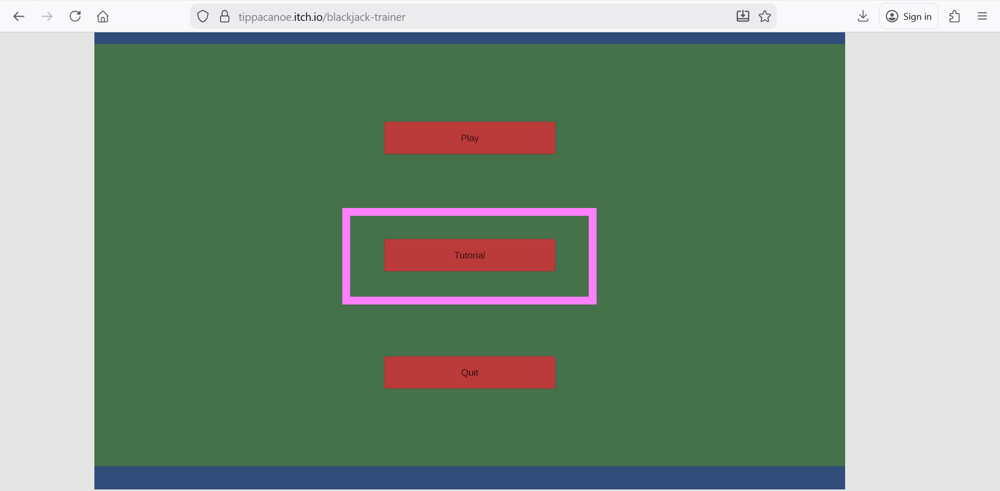 tippacanoe.itch.io/blackjack-trainer
Sign in
Play
Tutorial
Quit